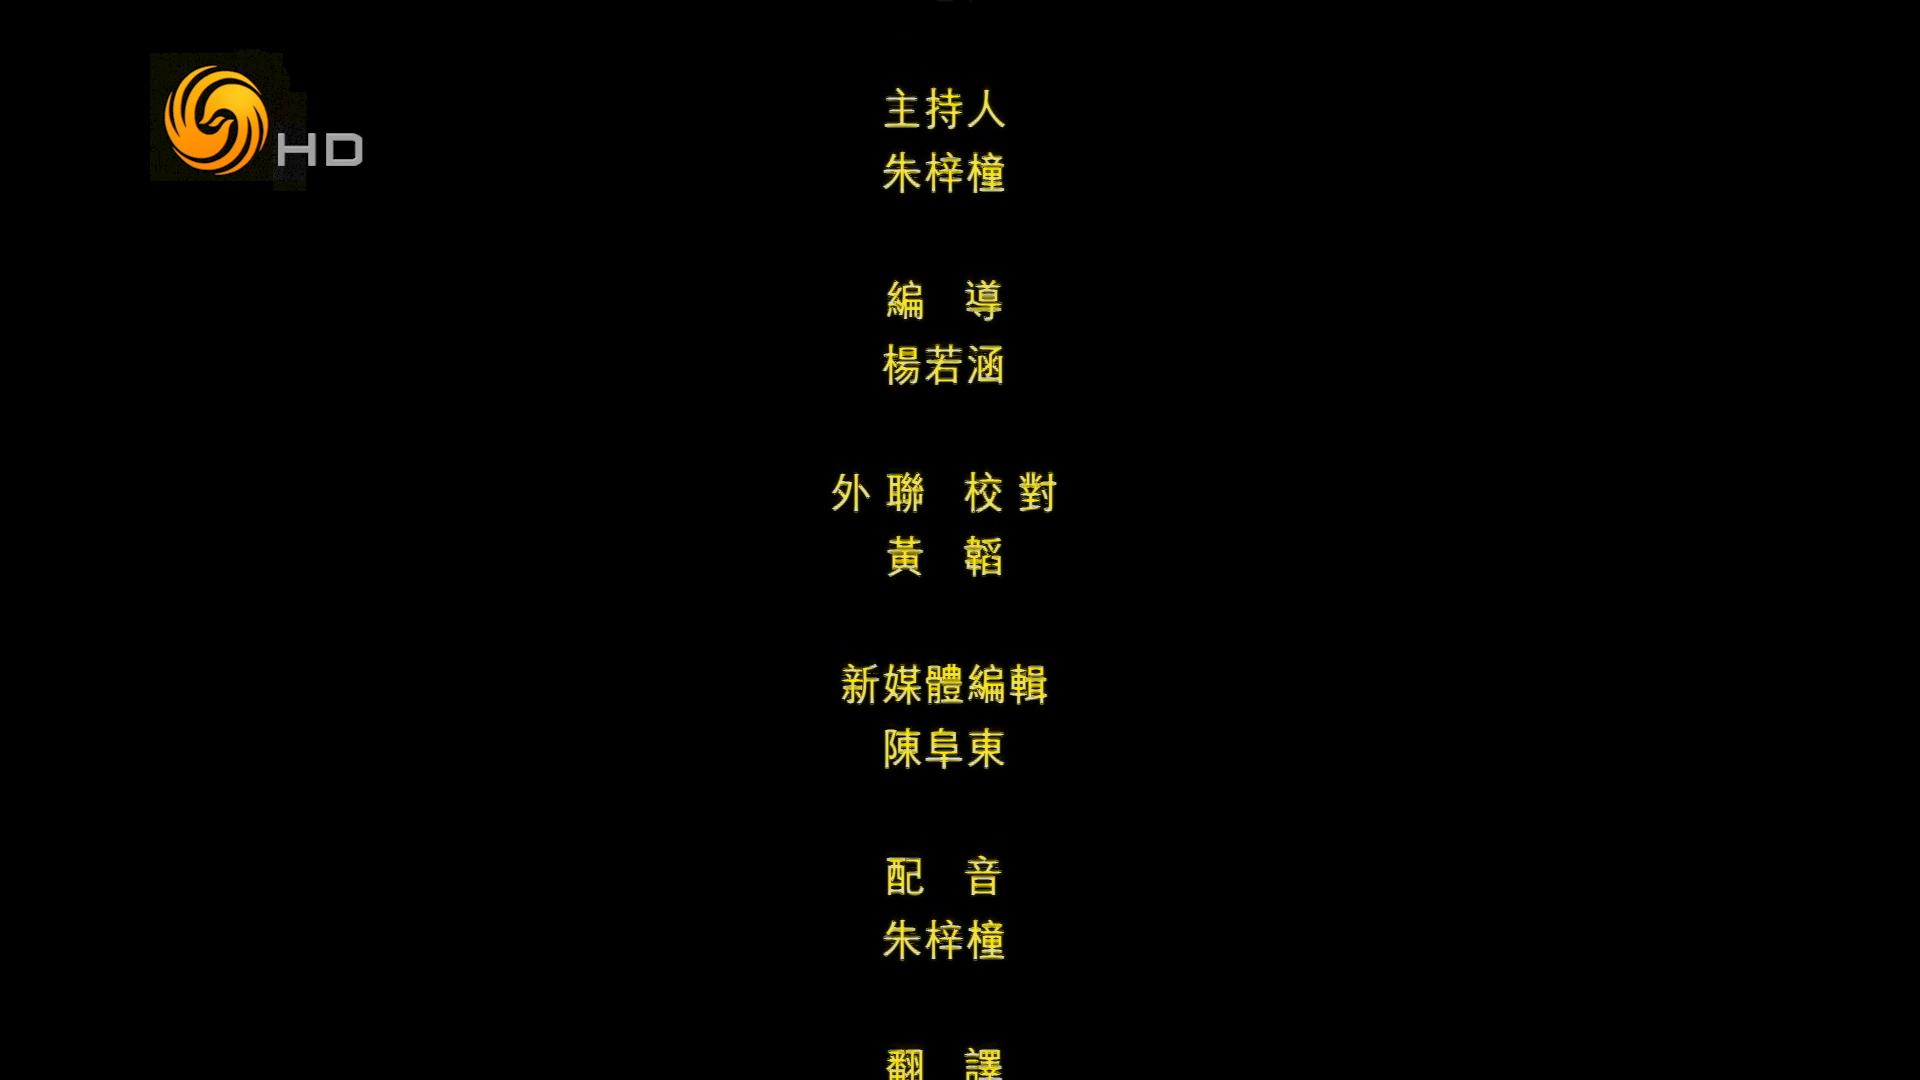 HD
主持人
朱梓橦
編 導
楊若涵
外 聯 校 對
黃 韜
新媒體編輯
陳阜東
配 音
朱梓橦
翻 譯